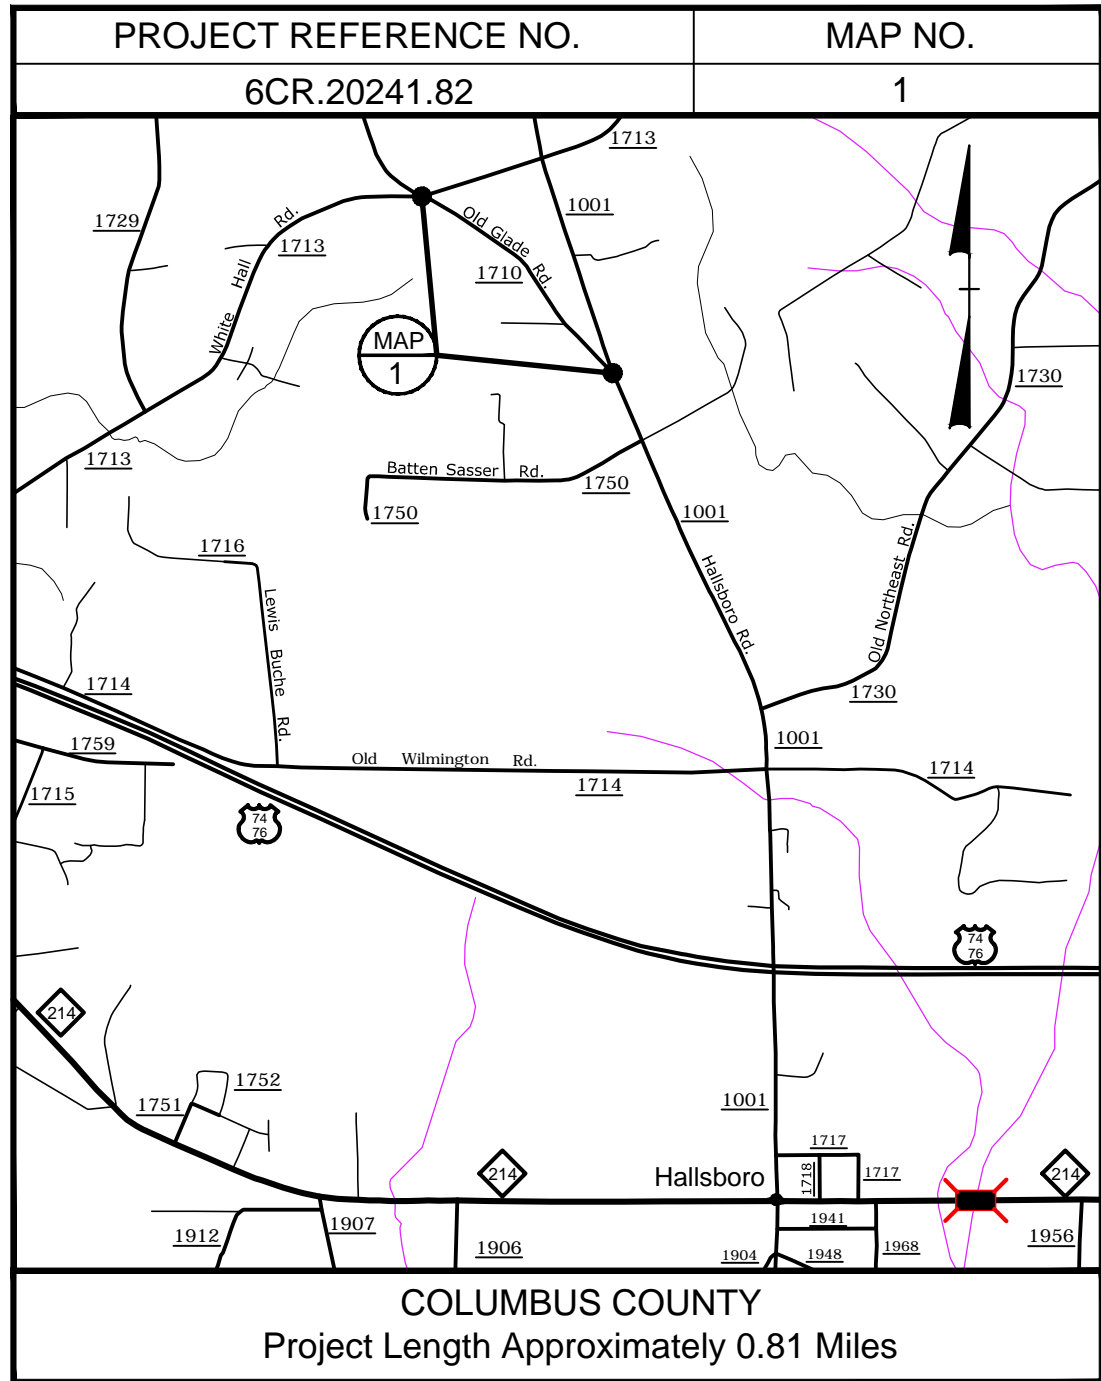 PROJECT REFERENCE NO.
MAP NO.
6CR.20241.82
1
1713
1729
Rd.
1713
Hall
White
Old Glade Rd.
1710
1001
MAP
1
1730
1713
Batten Sasser Rd.
1750
1750
1001
1716
Lewis Buche Rd.
Hallsboro Rd.
Old Northeast Rd.
1714
1730
1759
1001
Old Wilmington Rd.
1714
1714
1715
74
76
74
76
214
1752
1751
1001
1717
214
Hallsboro
1718
1717
214
1907
1941
1912
1906
1904
1948
1968
1956
COLUMBUS COUNTY
Project Length Approximately 0.81 Miles